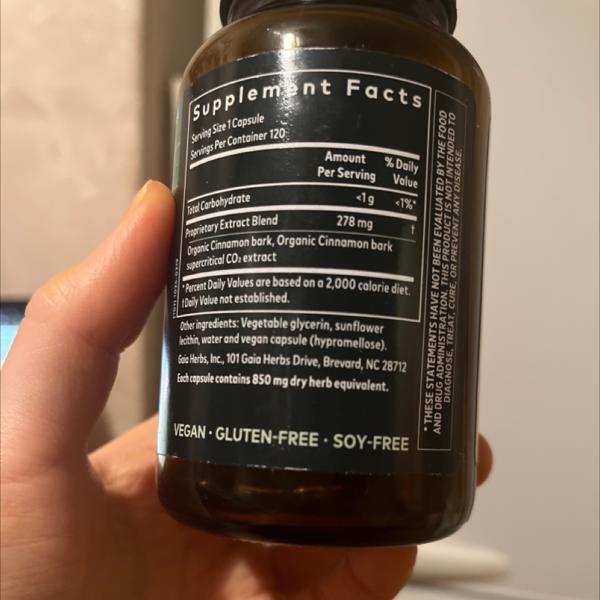 Supplement Facts
Serving Size 1 Capsule
Servings Per Container 120
Amount Per Serving % Daily Value
Total Carbohydrate <1 g <1%*
Proprietary Extract Blend 278 mg †
Organic Cinnamon bark, Organic Cinnamon bark
supercritical CO₂ extract
* Percent Daily Values are based on a 2,000 calorie diet.
† Daily Value not established.
Other ingredients: Vegetable glycerin, sunflower
lecithin, water and vegan capsule (hypromellose).
Gaia Herbs, Inc., 101 Gaia Herbs Drive, Brevard, NC 28712
Each capsule contains 850 mg dry herb equivalent.
VEGAN · GLUTEN-FREE · SOY-FREE
* THESE STATEMENTS HAVE NOT BEEN EVALUATED BY THE FOOD
AND DRUG ADMINISTRATION. THIS PRODUCT IS NOT INTENDED TO
DIAGNOSE, TREAT, CURE, OR PREVENT ANY DISEASE.